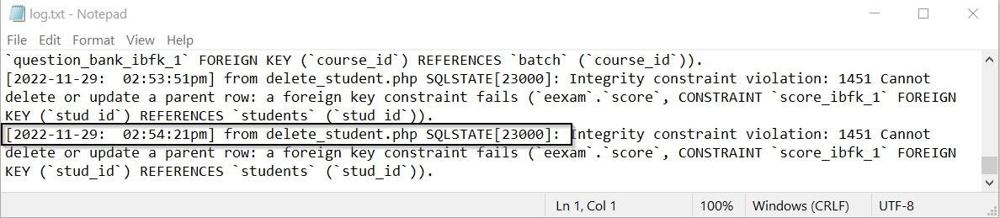 log.txt - Notepad
File Edit Format View Help
`question_bank_ibfk_1` FOREIGN KEY (`course_id`) REFERENCES `batch` (`course_id`)).
[2022-11-29:  02:53:51pm] from delete_student.php SQLSTATE[23000]: Integrity constraint violation: 1451 Cannot
delete or update a parent row: a foreign key constraint fails (`eexam`.`score`, CONSTRAINT `score_ibfk_1` FOREIGN
KEY (`stud_id`) REFERENCES `students` (`stud_id`)).
[2022-11-29:  02:54:21pm] from delete_student.php SQLSTATE[23000]: Integrity constraint violation: 1451 Cannot
delete or update a parent row: a foreign key constraint fails (`eexam`.`score`, CONSTRAINT `score_ibfk_1` FOREIGN
KEY (`stud_id`) REFERENCES `students` (`stud_id`)).
Ln 1, Col 1 100% Windows (CRLF) UTF-8